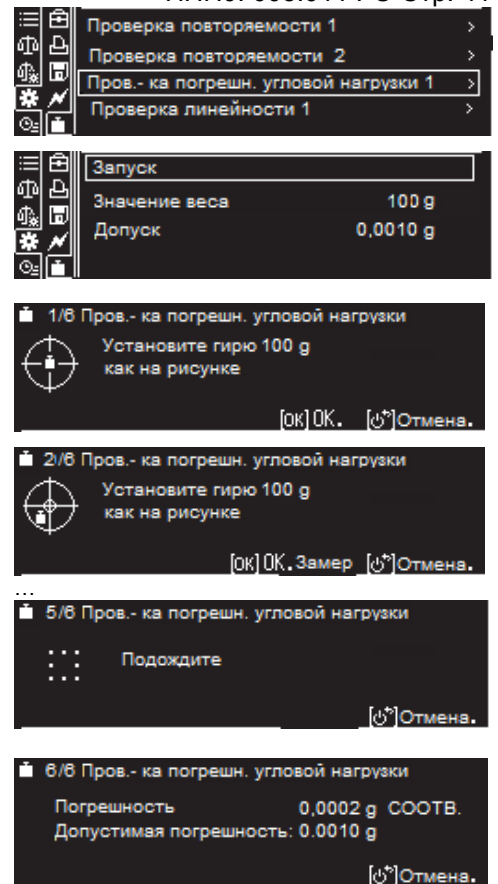 Проверка повторяемости 1 >
Проверка повторяемости 2 >
Пров.- ка погрешн. угловой нагрузки 1 >
Проверка линейности 1 >
Запуск
Значение веса 100 g
Допуск 0,0010 g
1/6 Пров.- ка погрешн. угловой нагрузки
Установите гирю 100 g
как на рисунке
[OK] OK. [⏻]Отмена.
2/6 Пров.- ка погрешн. угловой нагрузки
Установите гирю 100 g
как на рисунке
[OK] OK. Замер [⏻]Отмена.
...
5/6 Пров.- ка погрешн. угловой нагрузки
Подождите
[⏻]Отмена.
6/6 Пров.- ка погрешн. угловой нагрузки
Погрешность 0,0002 g СООТВ.
Допустимая погрешность: 0.0010 g
[⏻]Отмена.